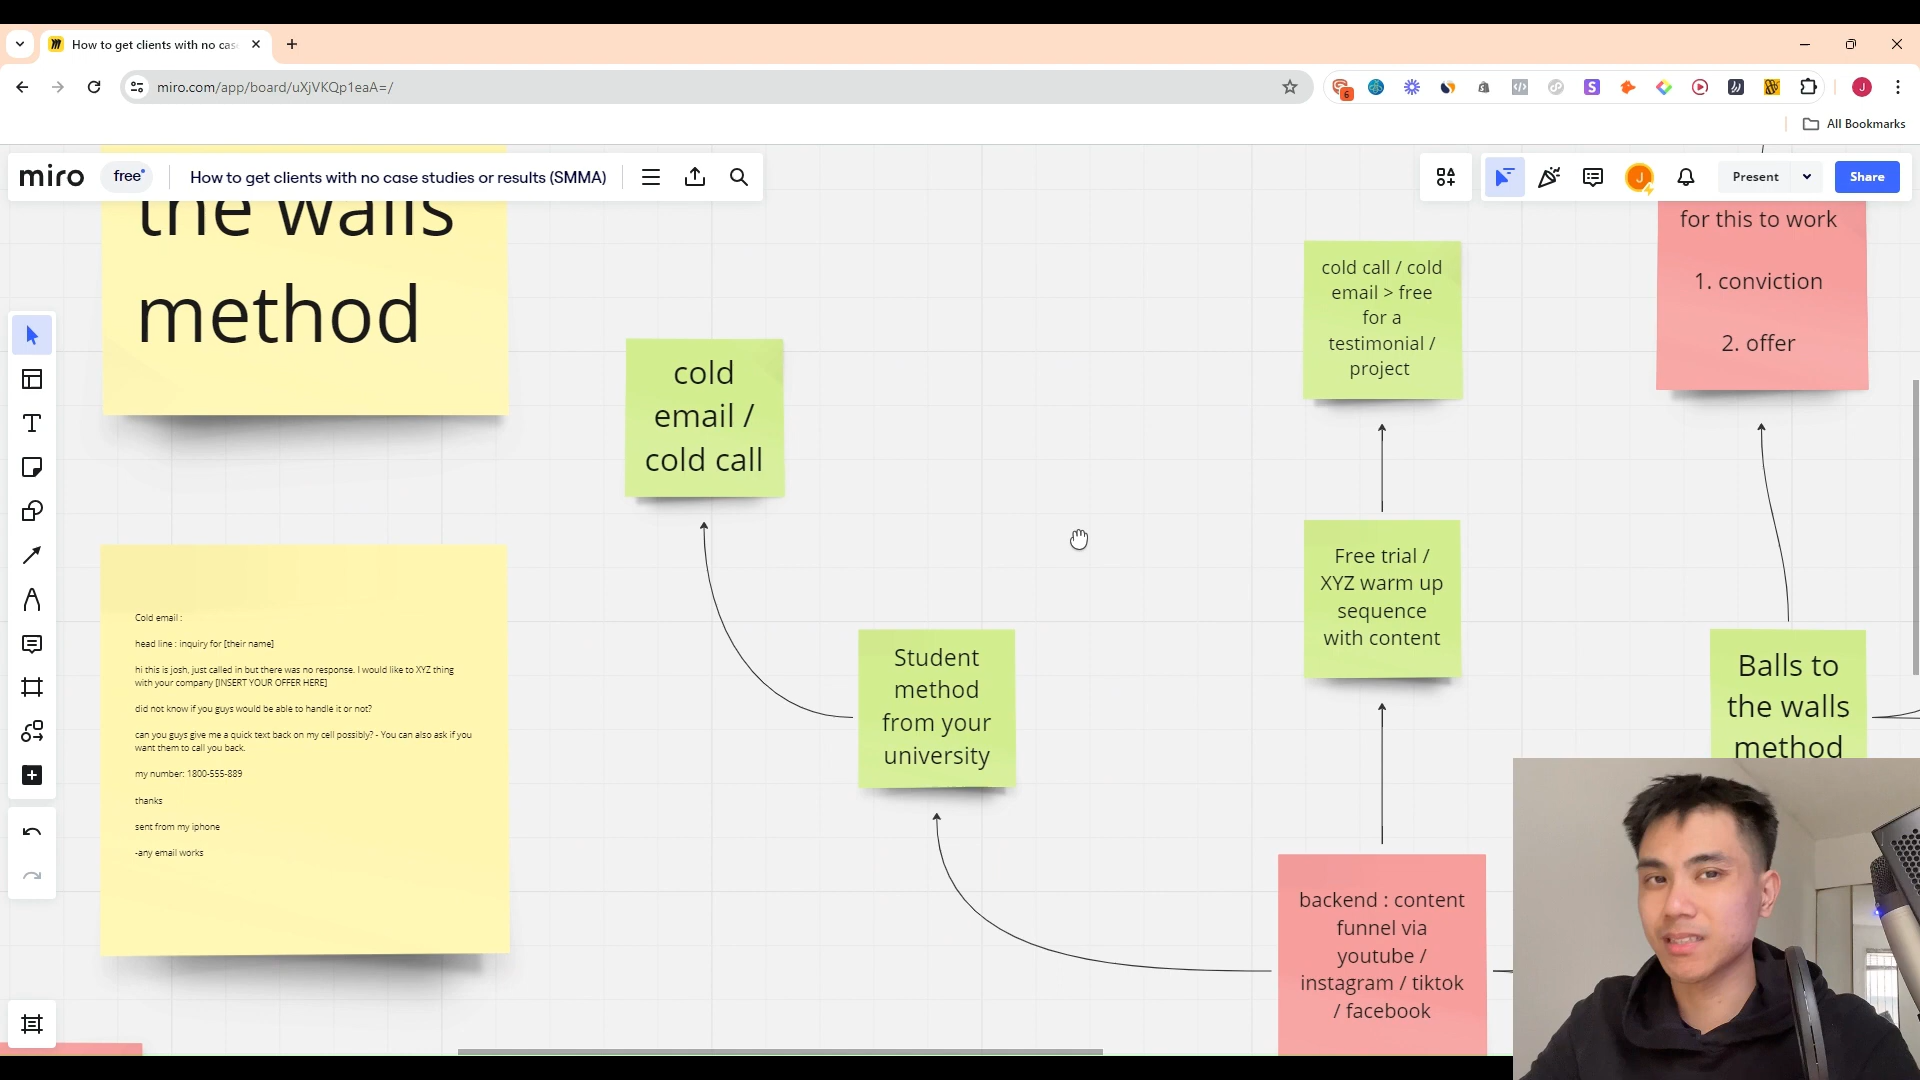 How to get clients with no cas
miro.com/app/board/uXjVKQp1eaA=/
6
S
J
All Bookmarks
miro
free
How to get clients with no case studies or results (SMMA)
J
Present
Share
the walls
method
cold
email /
cold call
cold call / cold
email > free
for a
testimonial /
project
for this to work
1. conviction
2. offer
Cold email :
head line : inquiry for [their name]
hi this is josh, just called in but there was no response. I would like to XYZ thing
with your company [INSERT YOUR OFFER HERE]
did not know if you guys would be able to handle it or not?
can you guys give me a quick text back on my cell possibly? - You can also ask if you
want them to call you back.
my number: 1800-555-889
thanks
sent from my iphone
-any email works
Student
method
from your
university
Free trial /
XYZ warm up
sequence
with content
Balls to
the walls
method
backend : content
funnel via
youtube /
instagram / tiktok
/ facebook